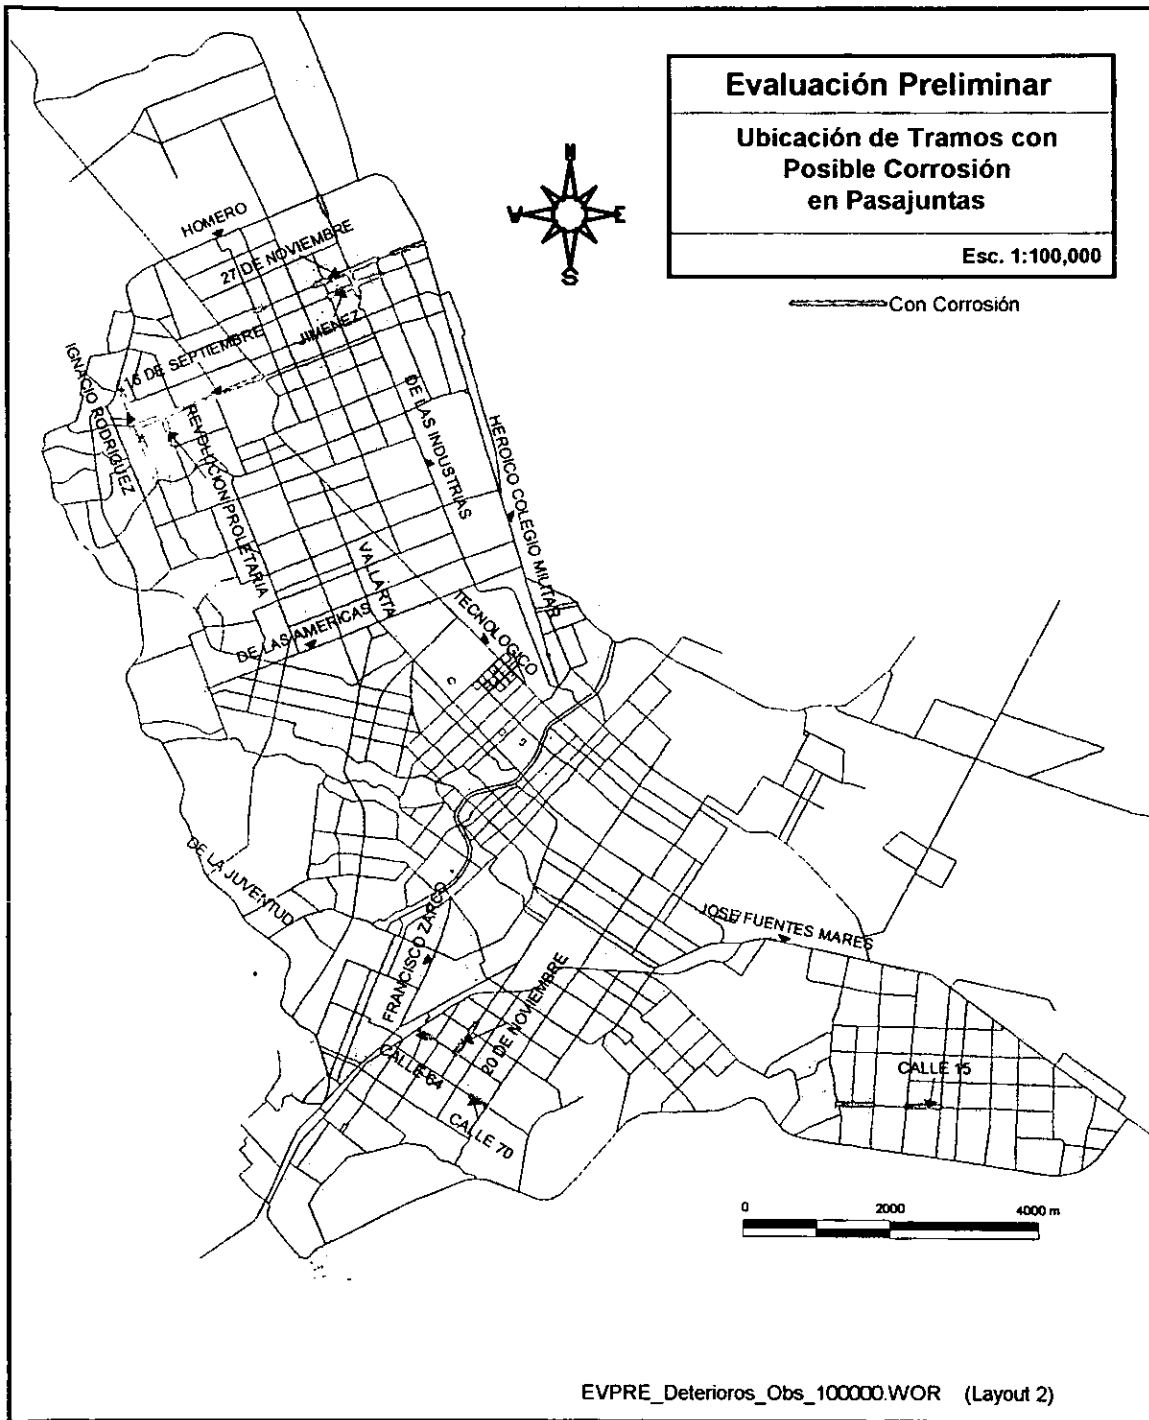 Evaluación Preliminar
Ubicación de Tramos con
Posible Corrosión
en Pasajuntas
Esc. 1:100,000
Con Corrosión
N
W
E
S
HOMERO
27 DE NOVIEMBRE
JIMENEZ
16 DE SEPTIEMBRE
IGNACIO RODRIGUEZ
REVOLUCION PROLETARIA
DE LAS INDUSTRIAS
HEROICO COLEGIO MILITAR
VALLARTA
TECNOLOGICO
DE LAS AMERICAS
DE LA JUVENTUD
FRANCISCO ZARCO
JOSE FUENTES MARES
20 DE NOVIEMBRE
CALLE 64
CALLE 70
CALLE 15
0 2000 4000 m
EVPRE_Deterioros_Obs_100000.WOR (Layout 2)